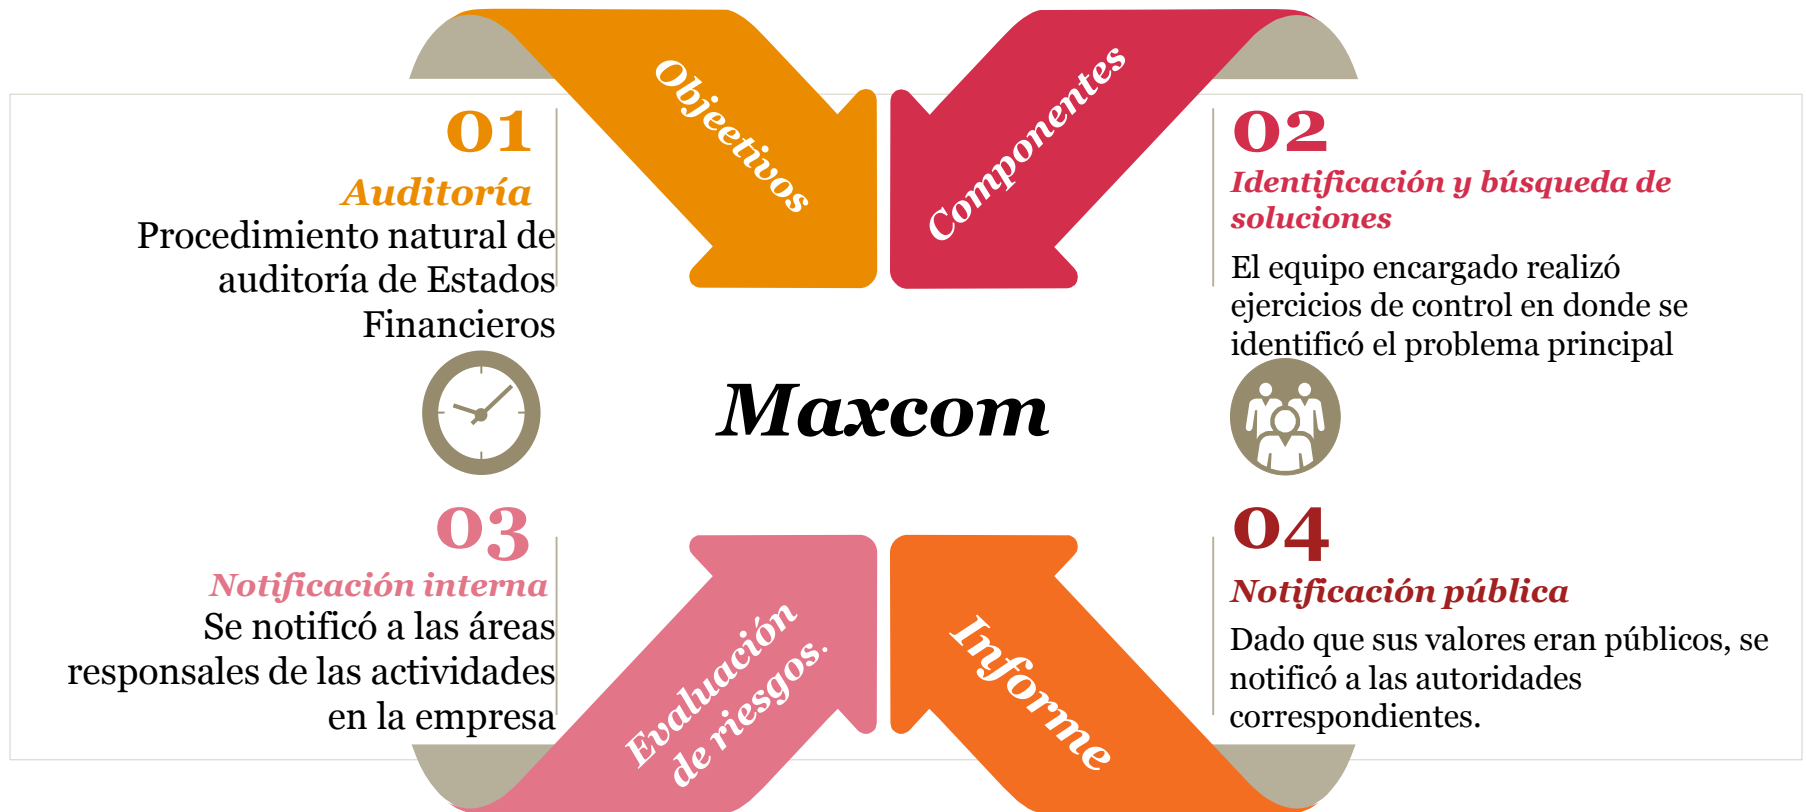 Objetivos
Componentes
01
Auditoría
Procedimiento natural de
auditoría de Estados
Financieros
02
Identificación y búsqueda de
soluciones
El equipo encargado realizó
ejercicios de control en donde se
identificó el problema principal
Maxcom
03
Notificación interna
Se notificó a las áreas
responsales de las actividades
en la empresa
04
Notificación pública
Dado que sus valores eran públicos, se
notificó a las autoridades
correspondientes.
Evaluación
de riesgos.
Informe